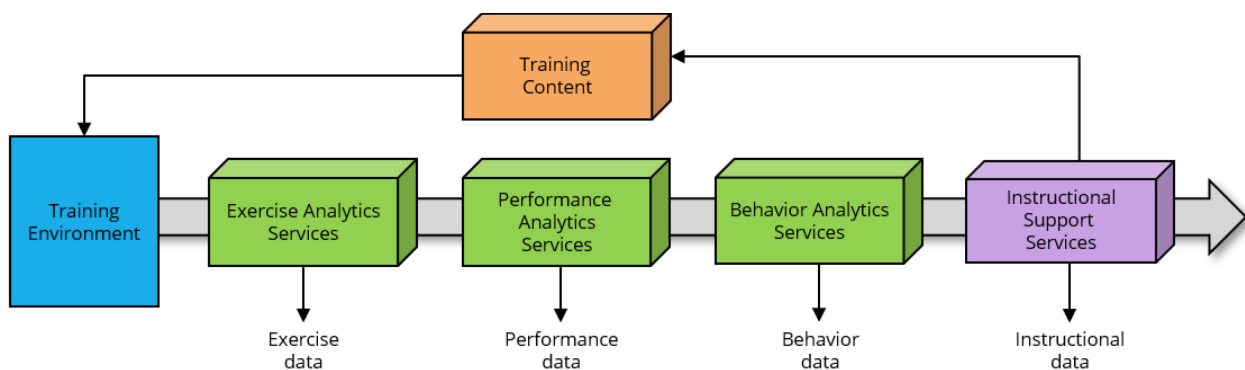 Training
Content
Training
Environment
Exercise Analytics
Services
Performance
Analytics
Services
Behavior Analytics
Services
Instructional
Support
Services
Exercise
data
Performance
data
Behavior
data
Instructional
data